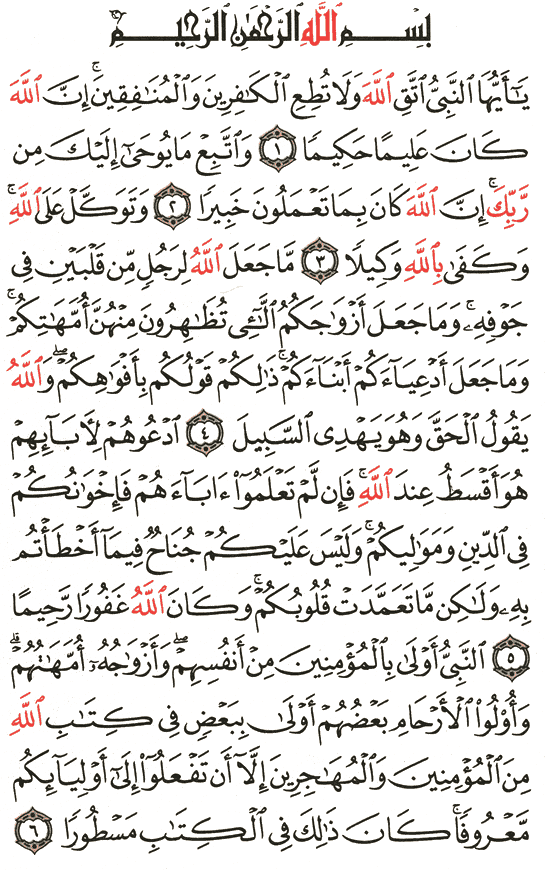 بِسْمِ ٱللَّهِ ٱلرَّحْمَٰنِ ٱلرَّحِيمِ
يَٰٓأَيُّهَا ٱلنَّبِىُّ ٱتَّقِ ٱللَّهَ وَلَا تُطِعِ ٱلْكَٰفِرِينَ وَٱلْمُنَٰفِقِينَ ۚ إِنَّ ٱللَّهَ
كَانَ عَلِيمًا حَكِيمًا ١ وَٱتَّبِعْ مَا يُوحَىٰٓ إِلَيْكَ مِن
رَّبِّكَ ۚ إِنَّ ٱللَّهَ كَانَ بِمَا تَعْمَلُونَ خَبِيرًا ٢ وَتَوَكَّلْ عَلَى ٱللَّهِ ۚ
وَكَفَىٰ بِٱللَّهِ وَكِيلًا ٣ مَّا جَعَلَ ٱللَّهُ لِرَجُلٍ مِّن قَلْبَيْنِ فِى
جَوْفِهِۦ ۚ وَمَا جَعَلَ أَزْوَٰجَكُمُ ٱلَّٰٓـِٔى تُظَٰهِرُونَ مِنْهُنَّ أُمَّهَٰتِكُمْ ۚ
وَمَا جَعَلَ أَدْعِيَآءَكُمْ أَبْنَآءَكُمْ ۚ ذَٰلِكُمْ قَوْلُكُم بِأَفْوَٰهِكُمْ ۖ وَٱللَّهُ
يَقُولُ ٱلْحَقَّ وَهُوَ يَهْدِى ٱلسَّبِيلَ ٤ ٱدْعُوهُمْ لِءَابَآئِهِمْ
هُوَ أَقْسَطُ عِندَ ٱللَّهِ ۚ فَإِن لَّمْ تَعْلَمُوٓا۟ ءَابَآءَهُمْ فَإِخْوَٰنُكُمْ
فِى ٱلدِّينِ وَمَوَٰلِيكُمْ ۚ وَلَيْسَ عَلَيْكُمْ جُنَاحٌ فِيمَآ أَخْطَأْتُم
بِهِۦ وَلَٰكِن مَّا تَعَمَّدَتْ قُلُوبُكُمْ ۚ وَكَانَ ٱللَّهُ غَفُورًا رَّحِيمًا
٥ ٱلنَّبِىُّ أَوْلَىٰ بِٱلْمُؤْمِنِينَ مِنْ أَنفُسِهِمْ ۖ وَأَزْوَٰجُهُۥٓ أُمَّهَٰتُهُمْ ۗ
وَأُو۟لُوا۟ ٱلْأَرْحَامِ بَعْضُهُمْ أَوْلَىٰ بِبَعْضٍ فِى كِتَٰبِ ٱللَّهِ
مِنَ ٱلْمُؤْمِنِينَ وَٱلْمُهَٰجِرِينَ إِلَّآ أَن تَفْعَلُوٓا۟ إِلَىٰٓ أَوْلِيَآئِكُم
مَّعْرُوفًا ۚ كَانَ ذَٰلِكَ فِى ٱلْكِتَٰبِ مَسْطُورًا ٦